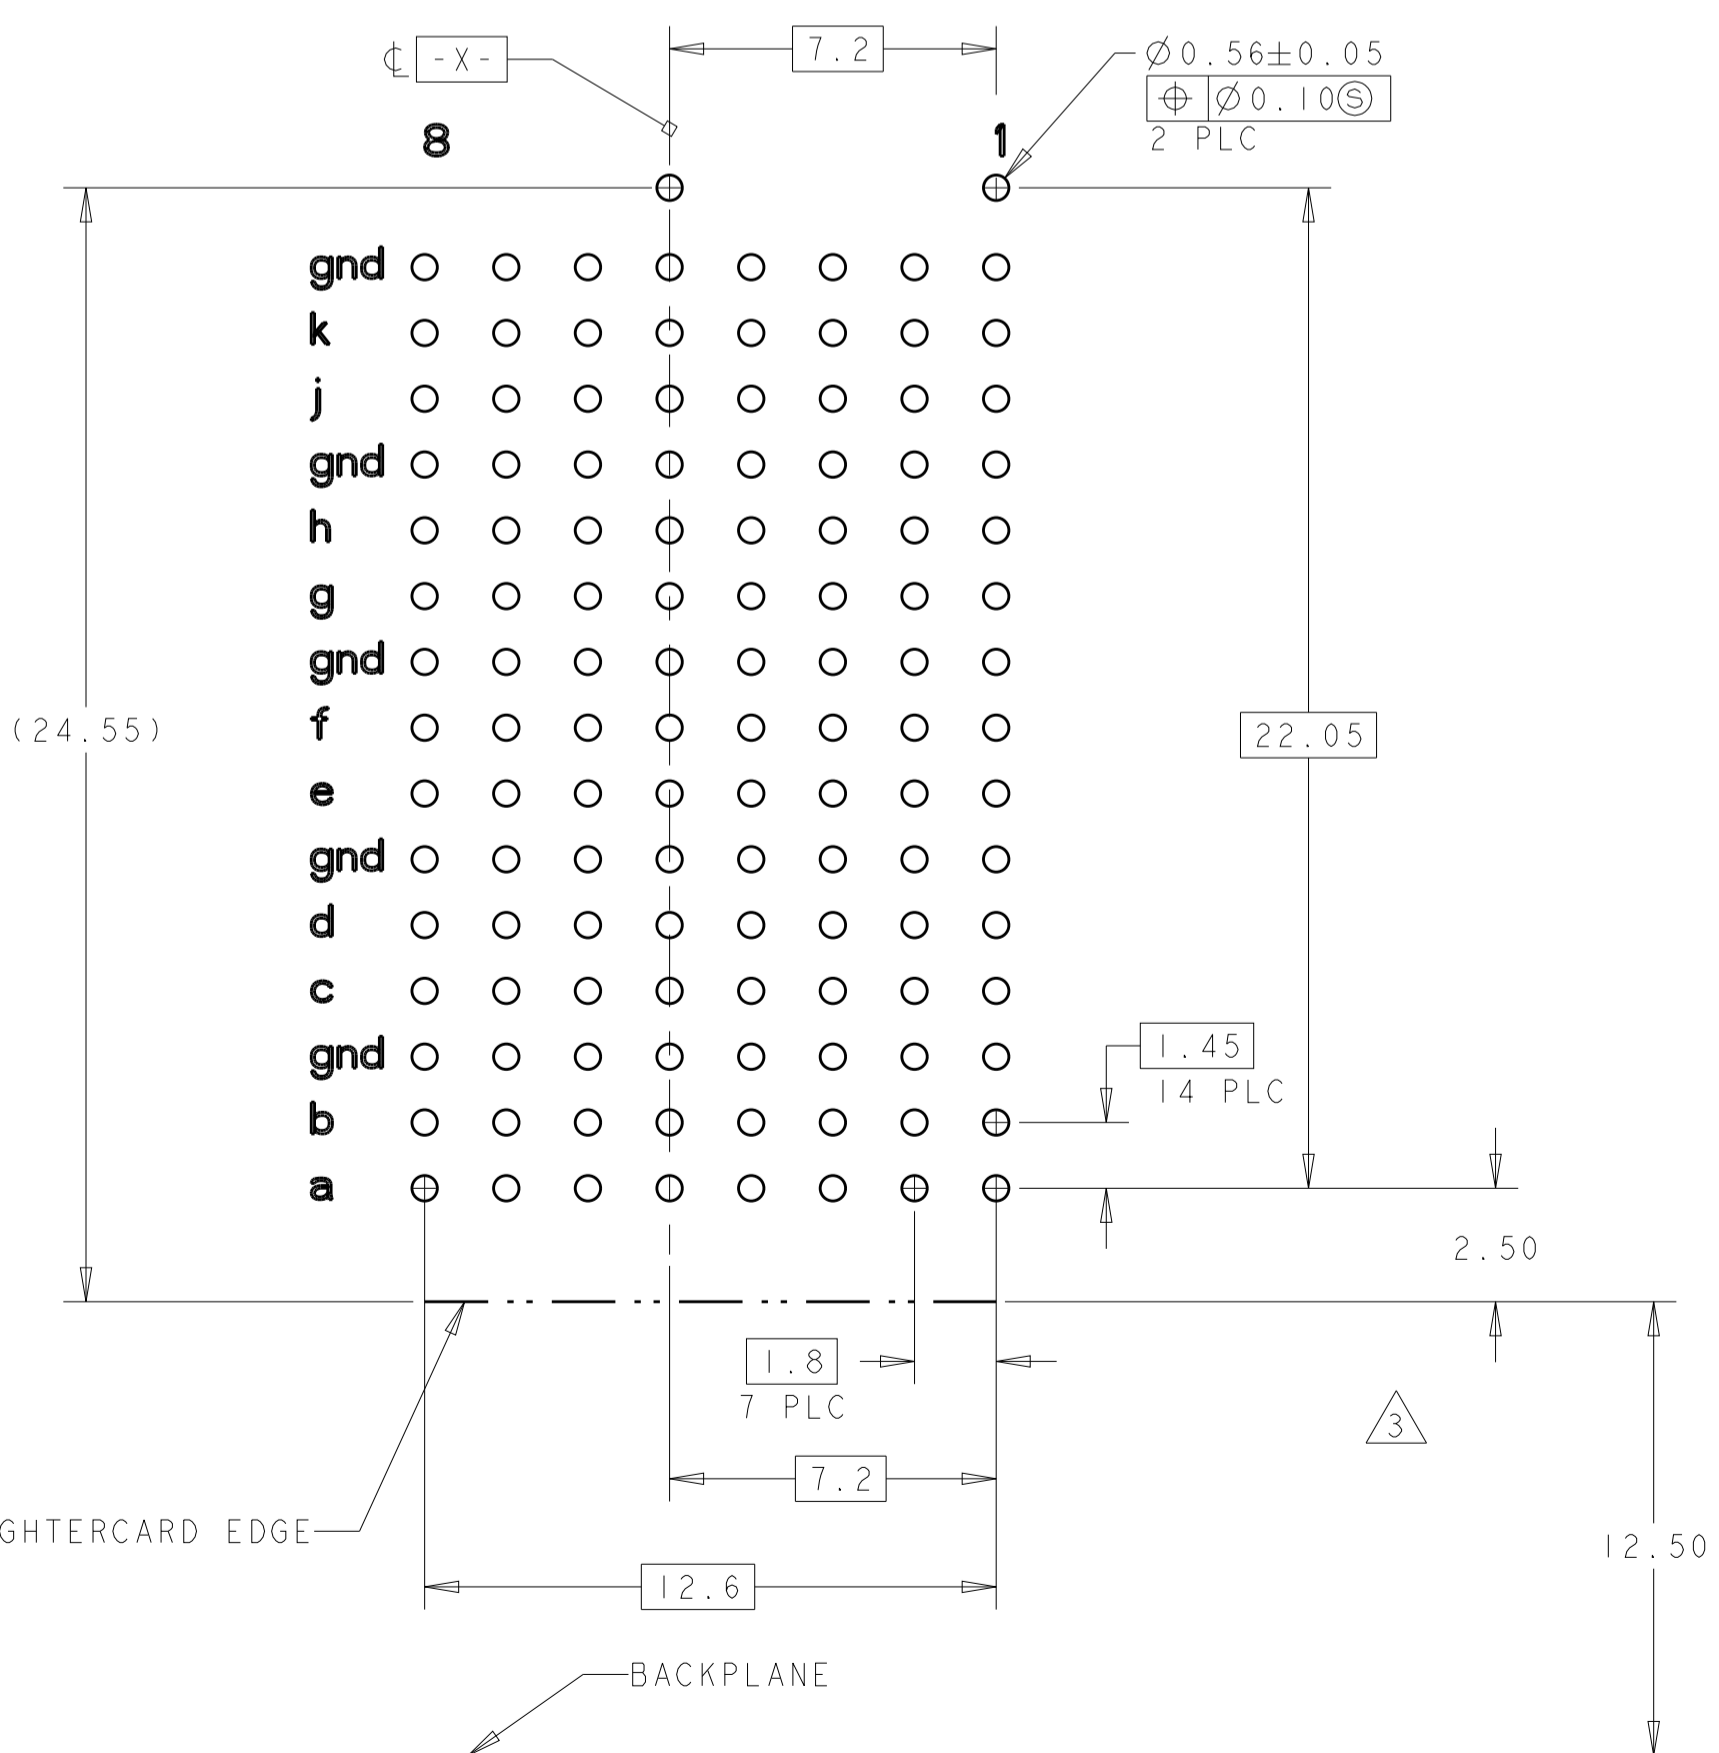 ℄ -X-
7.2
Ø0.56±0.05
⌖ Ø0.10Ⓢ
2 PLC
8
1
gnd
k
j
gnd
h
g
gnd
f
(24.55)
22.05
e
gnd
d
c
gnd
1.45
14 PLC
b
a
2.50
1.8
7 PLC
3
7.2
GHTERCARD EDGE
12.50
12.6
BACKPLANE